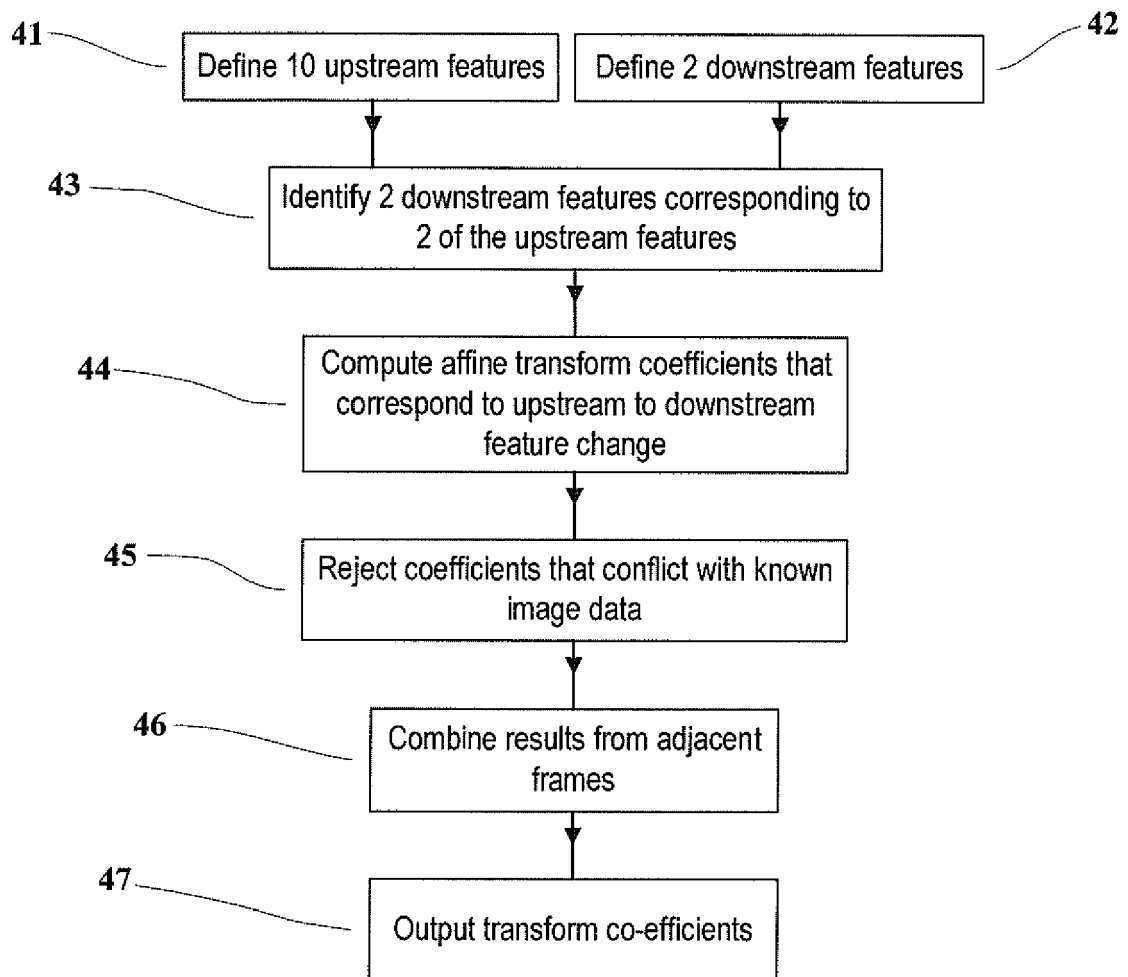 41
42
Define 10 upstream features
Define 2 downstream features
43
Identify 2 downstream features corresponding to
2 of the upstream features
44
Compute affine transform coefficients that
correspond to upstream to downstream
feature change
45
Reject coefficients that conflict with known
image data
46
Combine results from adjacent
frames
47
Output transform co-efficients